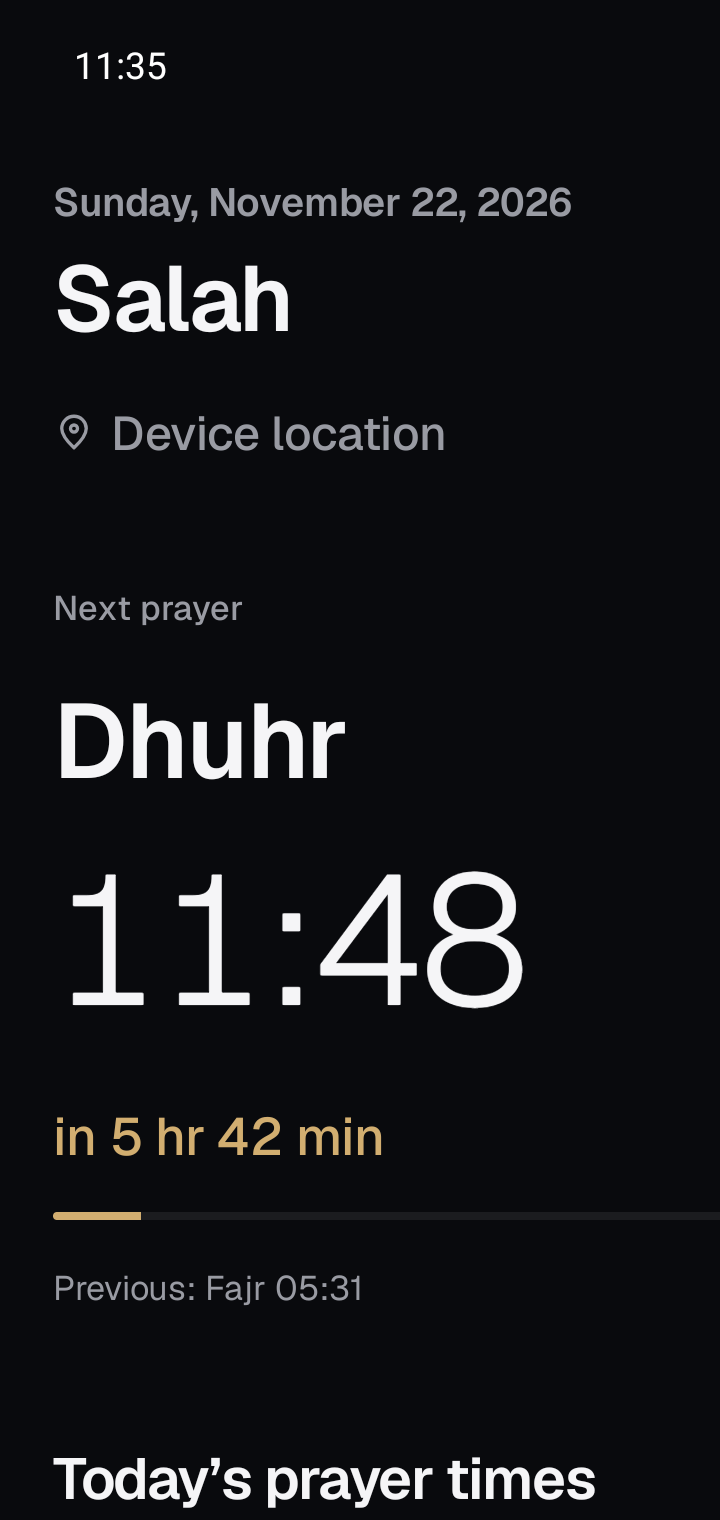 11:35
Sunday, November 22, 2026
Salah
Device location
Next prayer
Dhuhr
11:48
in 5 hr 42 min
Previous: Fajr 05:31
Today’s prayer times